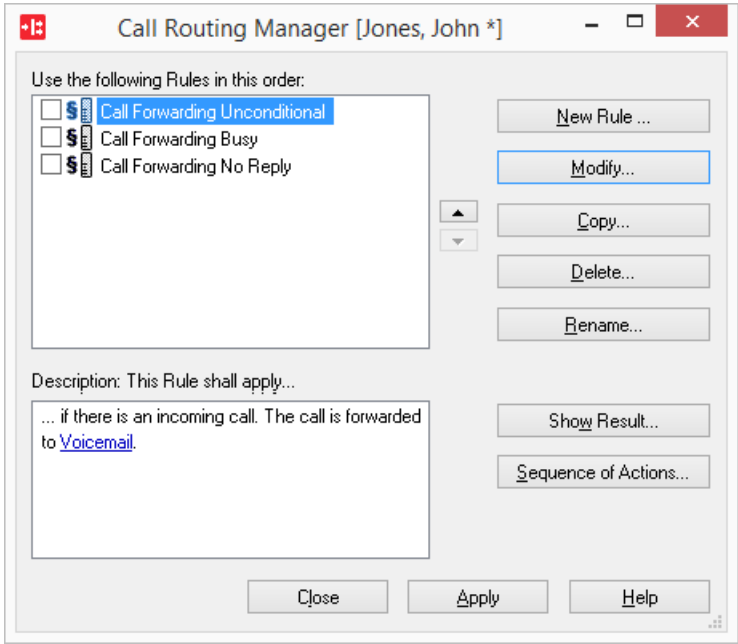 Call Routing Manager [Jones, John *]
Use the following Rules in this order:
§ Call Forwarding Unconditional
§ Call Forwarding Busy
§ Call Forwarding No Reply
New Rule ...
Modify...
Copy...
Delete...
Rename...
Description: This Rule shall apply...
... if there is an incoming call. The call is forwarded
to Voicemail.
Show Result...
Sequence of Actions...
Close
Apply
Help